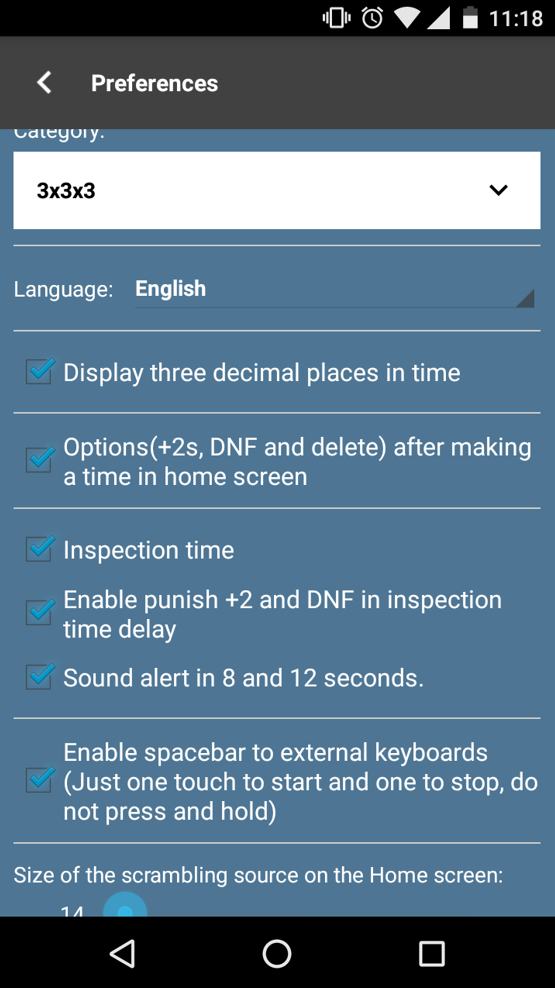 11:18
Preferences
Category:
3x3x3
Language: English
Display three decimal places in time
Options(+2s, DNF and delete) after making
a time in home screen
Inspection time
Enable punish +2 and DNF in inspection
time delay
Sound alert in 8 and 12 seconds.
Enable spacebar to external keyboards
(Just one touch to start and one to stop, do
not press and hold)
Size of the scrambling source on the Home screen:
14